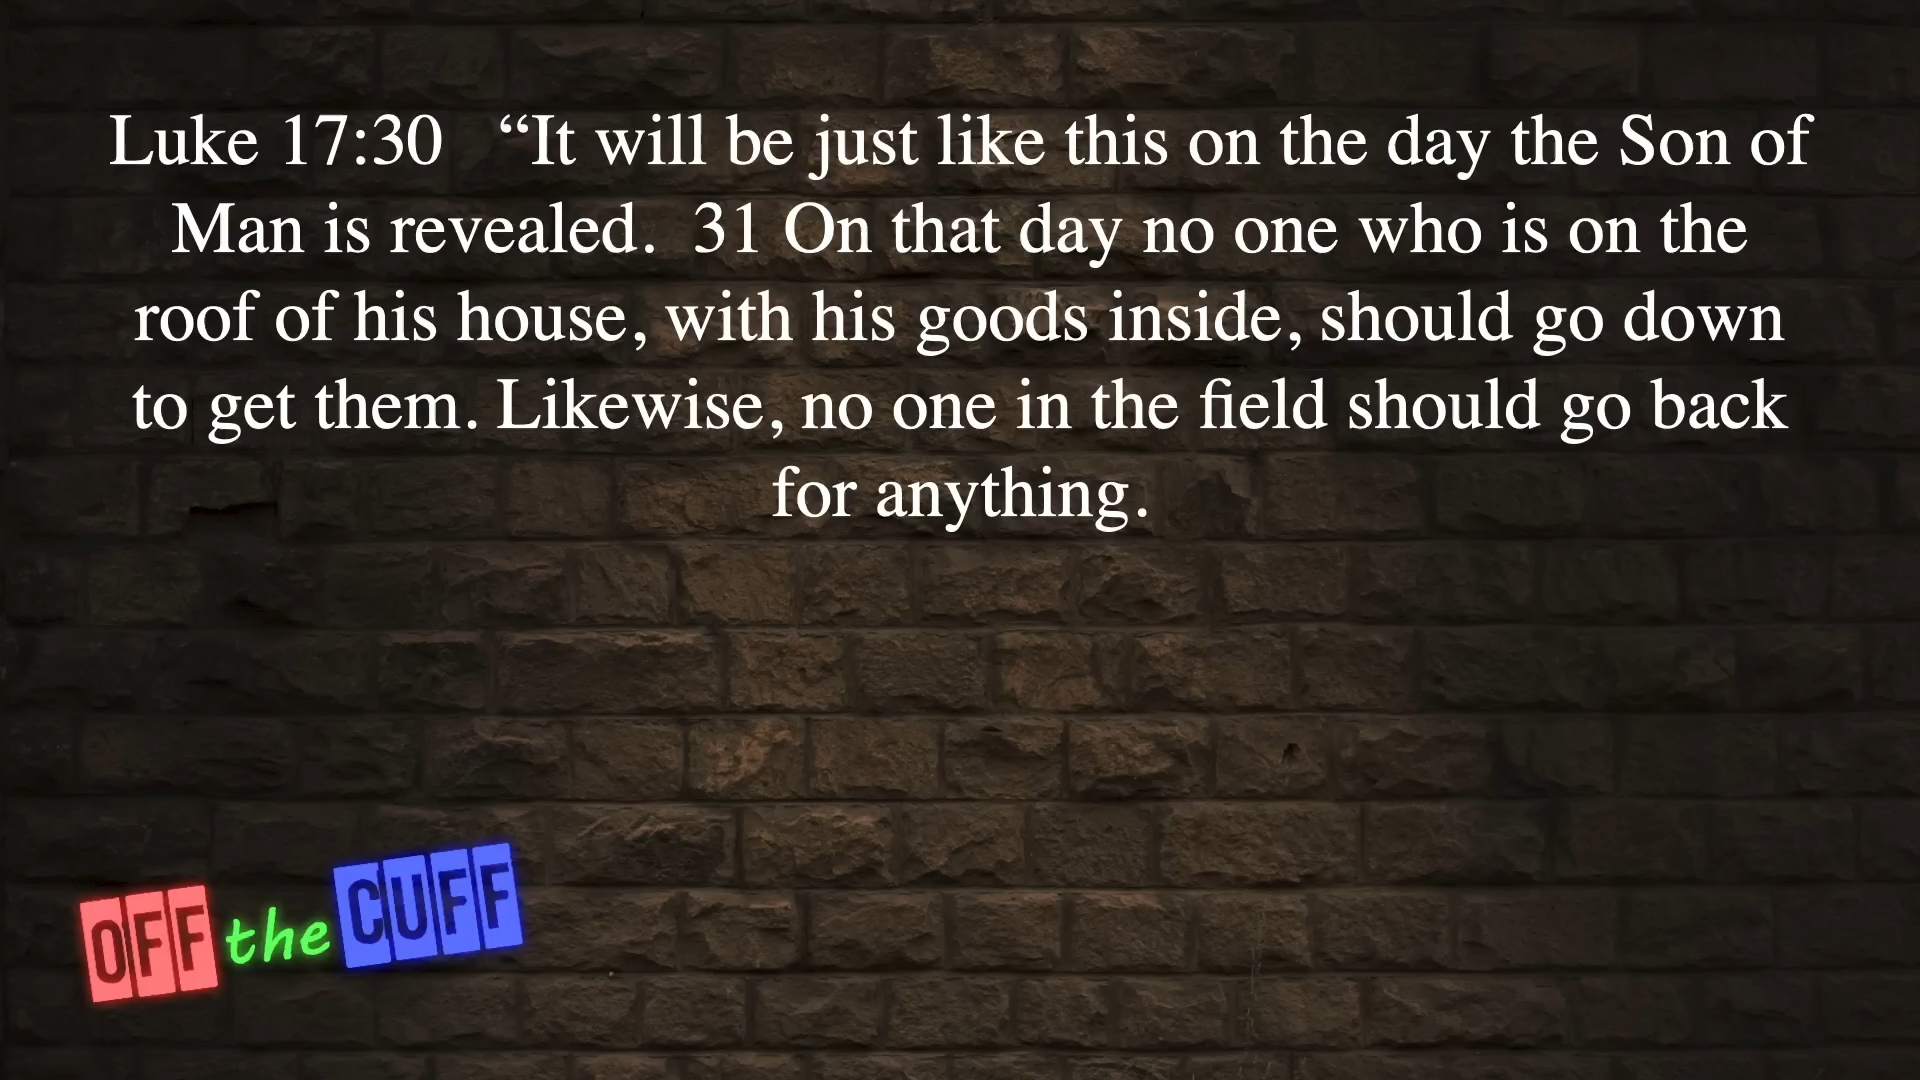 Luke 17:30   “It will be just like this on the day the Son of
Man is revealed.  31 On that day no one who is on the
roof of his house, with his goods inside, should go down
to get them. Likewise, no one in the field should go back
for anything.
OFF the CUFF